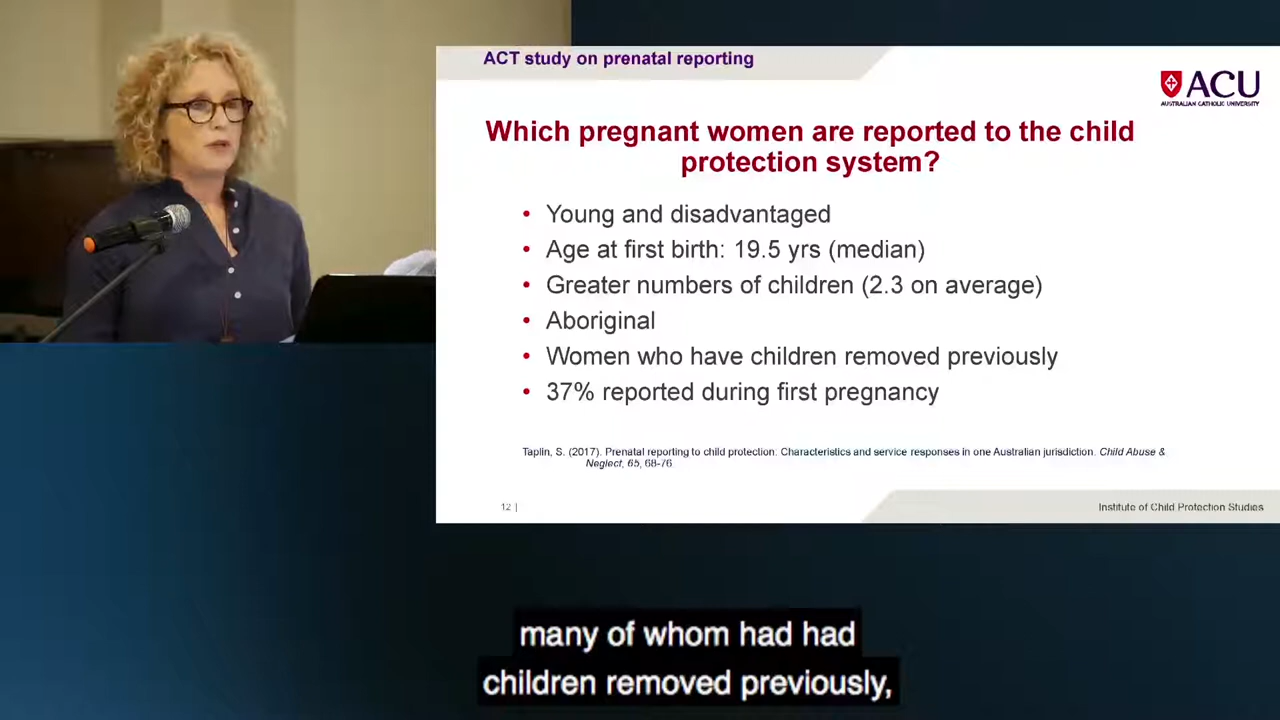 ACT study on prenatal reporting
ACU
AUSTRALIAN CATHOLIC UNIVERSITY
Which pregnant women are reported to the child
protection system?
• Young and disadvantaged
• Age at first birth: 19.5 yrs (median)
• Greater numbers of children (2.3 on average)
• Aboriginal
• Women who have children removed previously
• 37% reported during first pregnancy
Taplin, S. (2017). Prenatal reporting to child protection: Characteristics and service responses in one Australian jurisdiction. Child Abuse &
Neglect, 65, 68-76.
12 |
Institute of Child Protection Studies
many of whom had had
children removed previously,